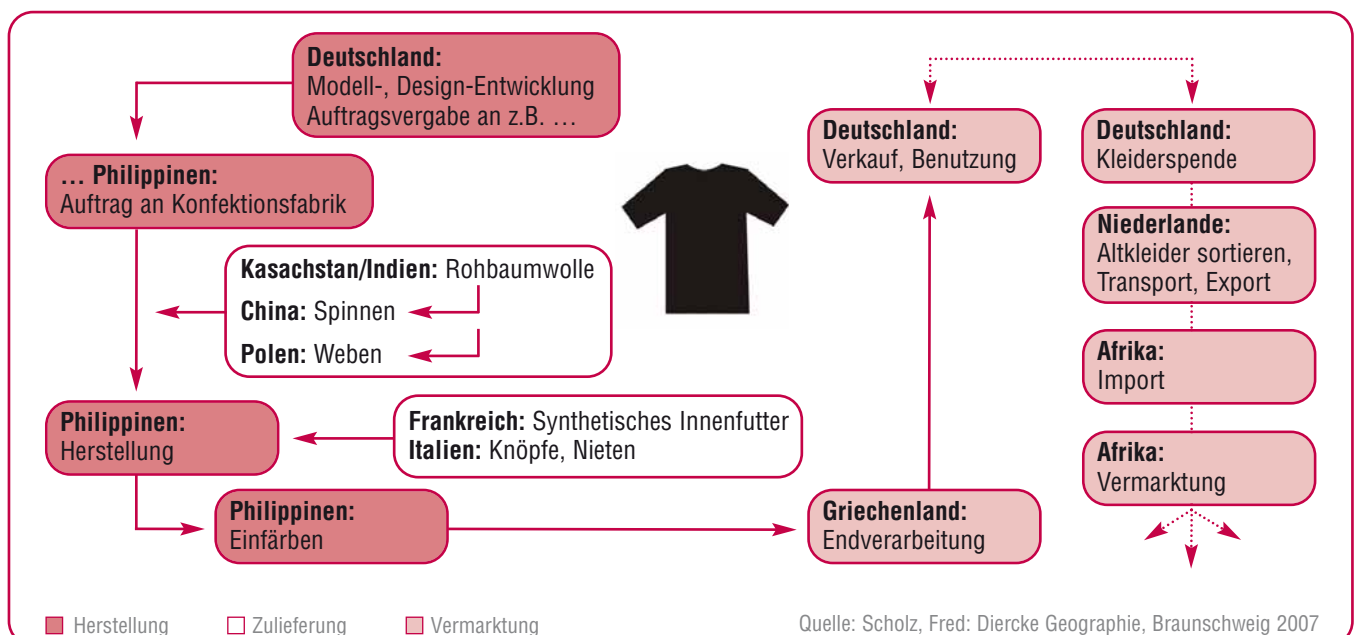 Deutschland:
Modell-, Design-Entwicklung
Auftragsvergabe an z.B. …
… Philippinen:
Auftrag an Konfektionsfabrik
Kasachstan/Indien: Rohbaumwolle
China: Spinnen
Polen: Weben
Philippinen:
Herstellung
Frankreich: Synthetisches Innenfutter
Italien: Knöpfe, Nieten
Philippinen:
Einfärben
Griechenland:
Endverarbeitung
Deutschland:
Verkauf, Benutzung
Deutschland:
Kleiderspende
Niederlande:
Altkleider sortieren,
Transport, Export
Afrika:
Import
Afrika:
Vermarktung
Herstellung
Zulieferung
Vermarktung
Quelle: Scholz, Fred: Diercke Geographie, Braunschweig 2007